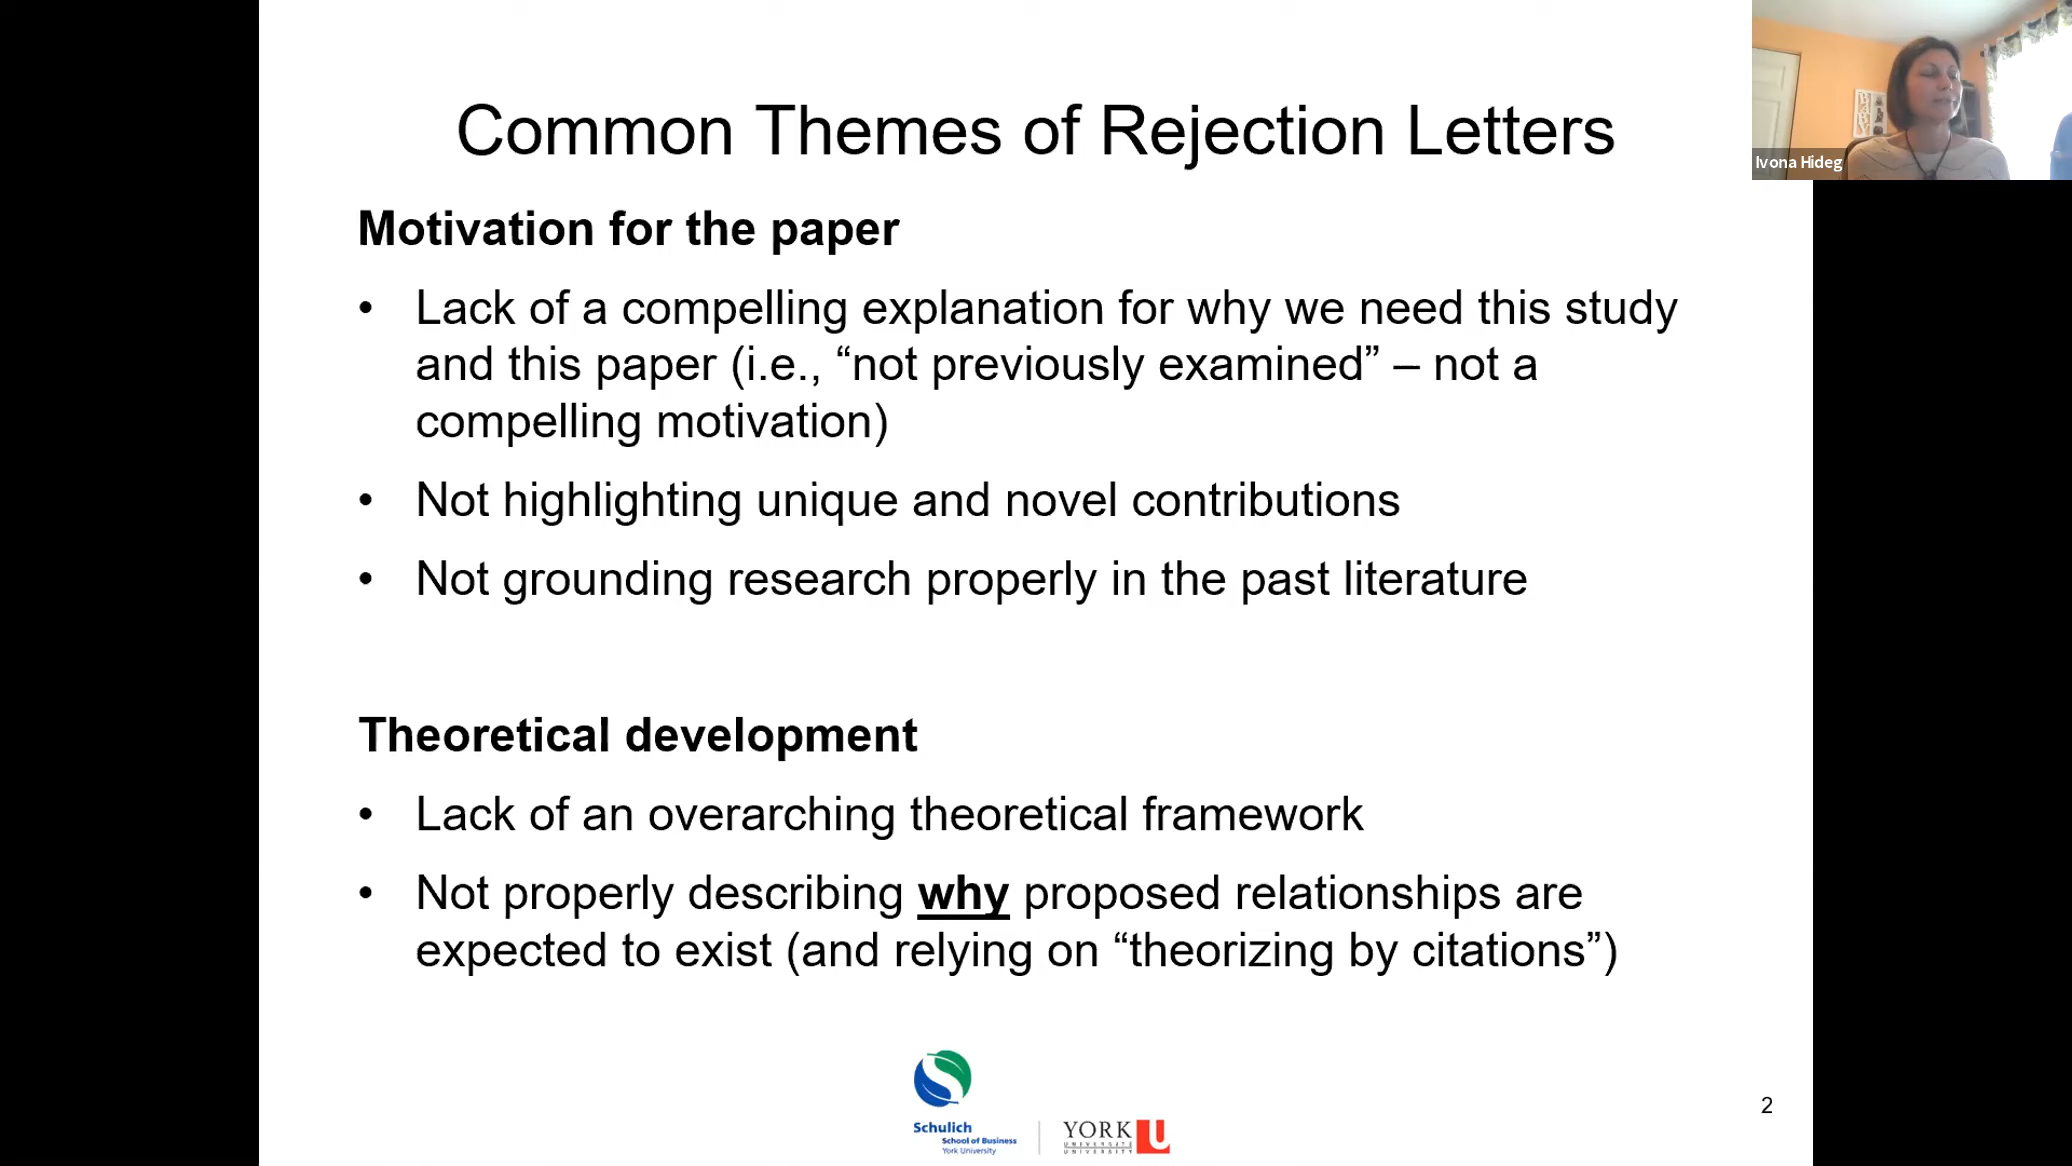 Common Themes of Rejection Letters
Ivona Hideg
Motivation for the paper
• Lack of a compelling explanation for why we need this study
and this paper (i.e., “not previously examined” – not a
compelling motivation)
• Not highlighting unique and novel contributions
• Not grounding research properly in the past literature
Theoretical development
• Lack of an overarching theoretical framework
• Not properly describing why proposed relationships are
expected to exist (and relying on “theorizing by citations”)
Schulich
School of Business
York University
YORK U
UNIVERSITÉ
UNIVERSITY
2